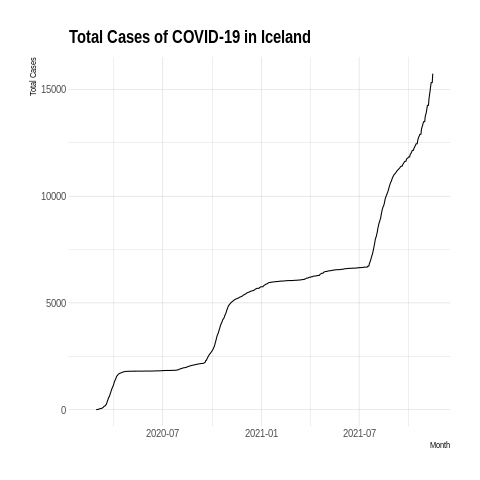 Total Cases of COVID-19 in Iceland
Total Cases
15000
10000
5000
0
2020-07
2021-01
2021-07
Month